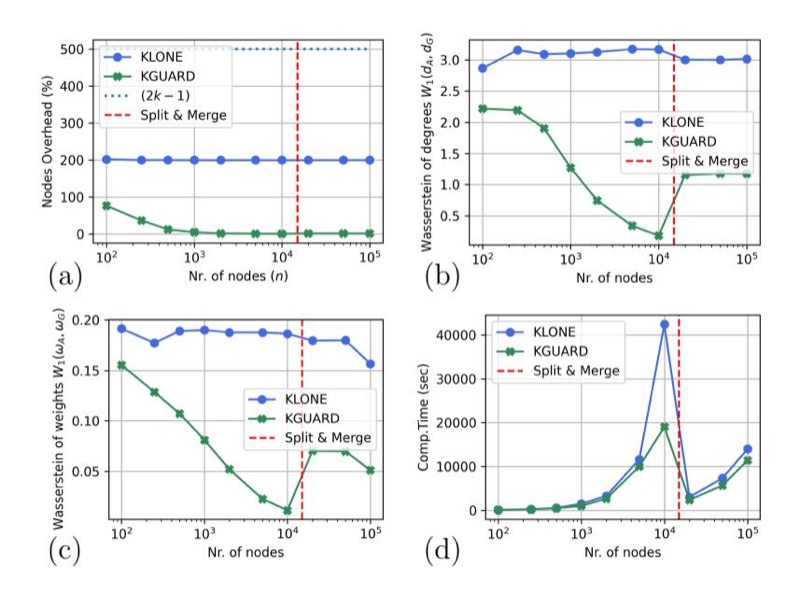 500
400
300
200
100
0
Nodes Overhead (%)
KLONE
KGUARD
(2k − 1)
Split & Merge
10² 10³ 10⁴ 10⁵
Nr. of nodes (n)
(a)
3.0
2.5
2.0
1.5
1.0
0.5
Wasserstein of degrees W₁(d_A, d_G)
KLONE
KGUARD
Split & Merge
10² 10³ 10⁴ 10⁵
Nr. of nodes
(b)
0.20
0.15
0.10
0.05
Wasserstein of weights W₁(ω_A, ω_G)
KLONE
KGUARD
Split & Merge
10² 10³ 10⁴ 10⁵
Nr. of nodes
(c)
40000
30000
20000
10000
0
Comp.Time (sec)
KLONE
KGUARD
Split & Merge
10² 10³ 10⁴ 10⁵
Nr. of nodes
(d)